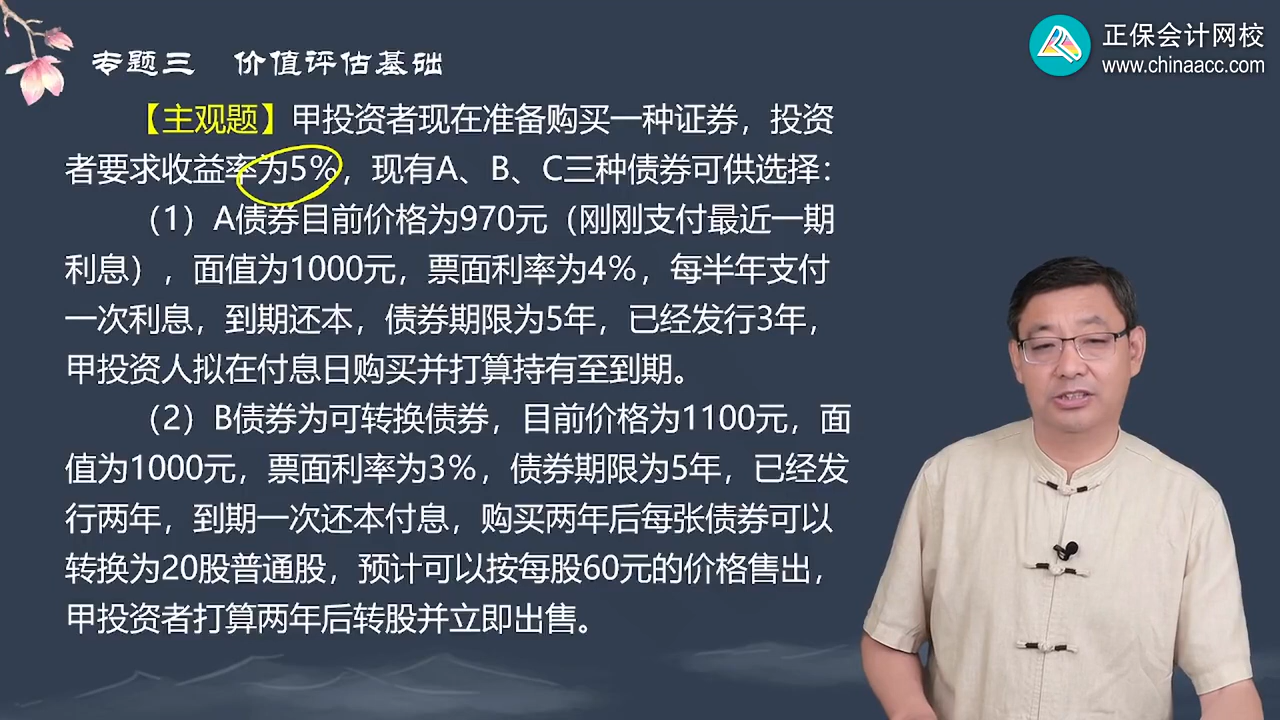 专题三 价值评估基础
正保会计网校
www.chinaacc.com
【主观题】甲投资者现在准备购买一种证券，投资
者要求收益率为5%，现有A、B、C三种债券可供选择：
（1）A债券目前价格为970元（刚刚支付最近一期
利息），面值为1000元，票面利率为4%，每半年支付
一次利息，到期还本，债券期限为5年，已经发行3年，
甲投资人拟在付息日购买并打算持有至到期。
（2）B债券为可转换债券，目前价格为1100元，面
值为1000元，票面利率为3%，债券期限为5年，已经发
行两年，到期一次还本付息，购买两年后每张债券可以
转换为20股普通股，预计可以按每股60元的价格售出，
甲投资者打算两年后转股并立即出售。